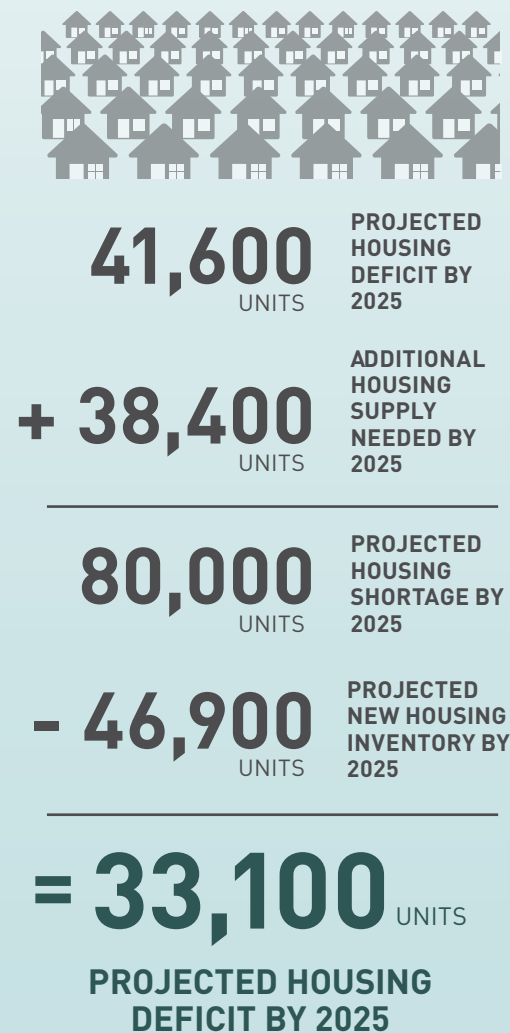 41,600
UNITS
PROJECTED
HOUSING
DEFICIT BY
2025
+ 38,400
UNITS
ADDITIONAL
HOUSING
SUPPLY
NEEDED BY
2025
80,000
UNITS
PROJECTED
HOUSING
SHORTAGE BY
2025
- 46,900
UNITS
PROJECTED
NEW HOUSING
INVENTORY BY
2025
= 33,100 UNITS
PROJECTED HOUSING
DEFICIT BY 2025